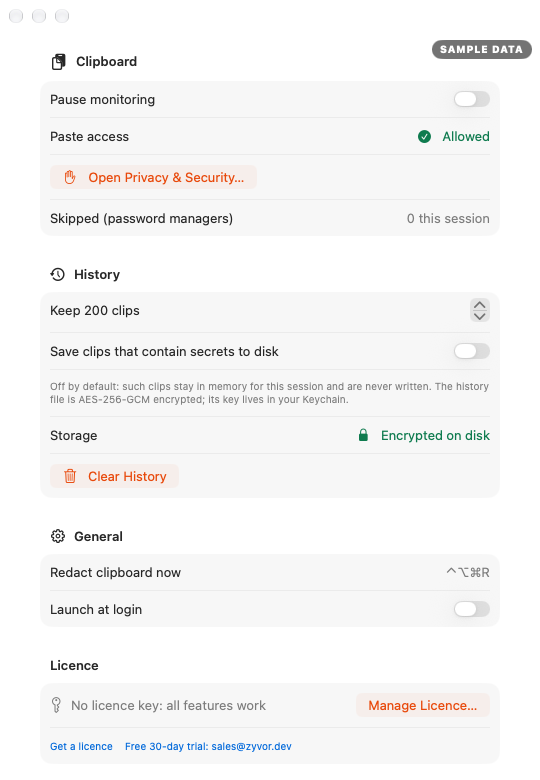 SAMPLE DATA
Clipboard
Pause monitoring
Paste access Allowed
Open Privacy & Security...
Skipped (password managers) 0 this session
History
Keep 200 clips
Save clips that contain secrets to disk
Off by default: such clips stay in memory for this session and are never written. The history
file is AES-256-GCM encrypted; its key lives in your Keychain.
Storage Encrypted on disk
Clear History
General
Redact clipboard now ^⌥⌘R
Launch at login
Licence
No licence key: all features work Manage Licence...
Get a licence Free 30-day trial: sales@zyvor.dev